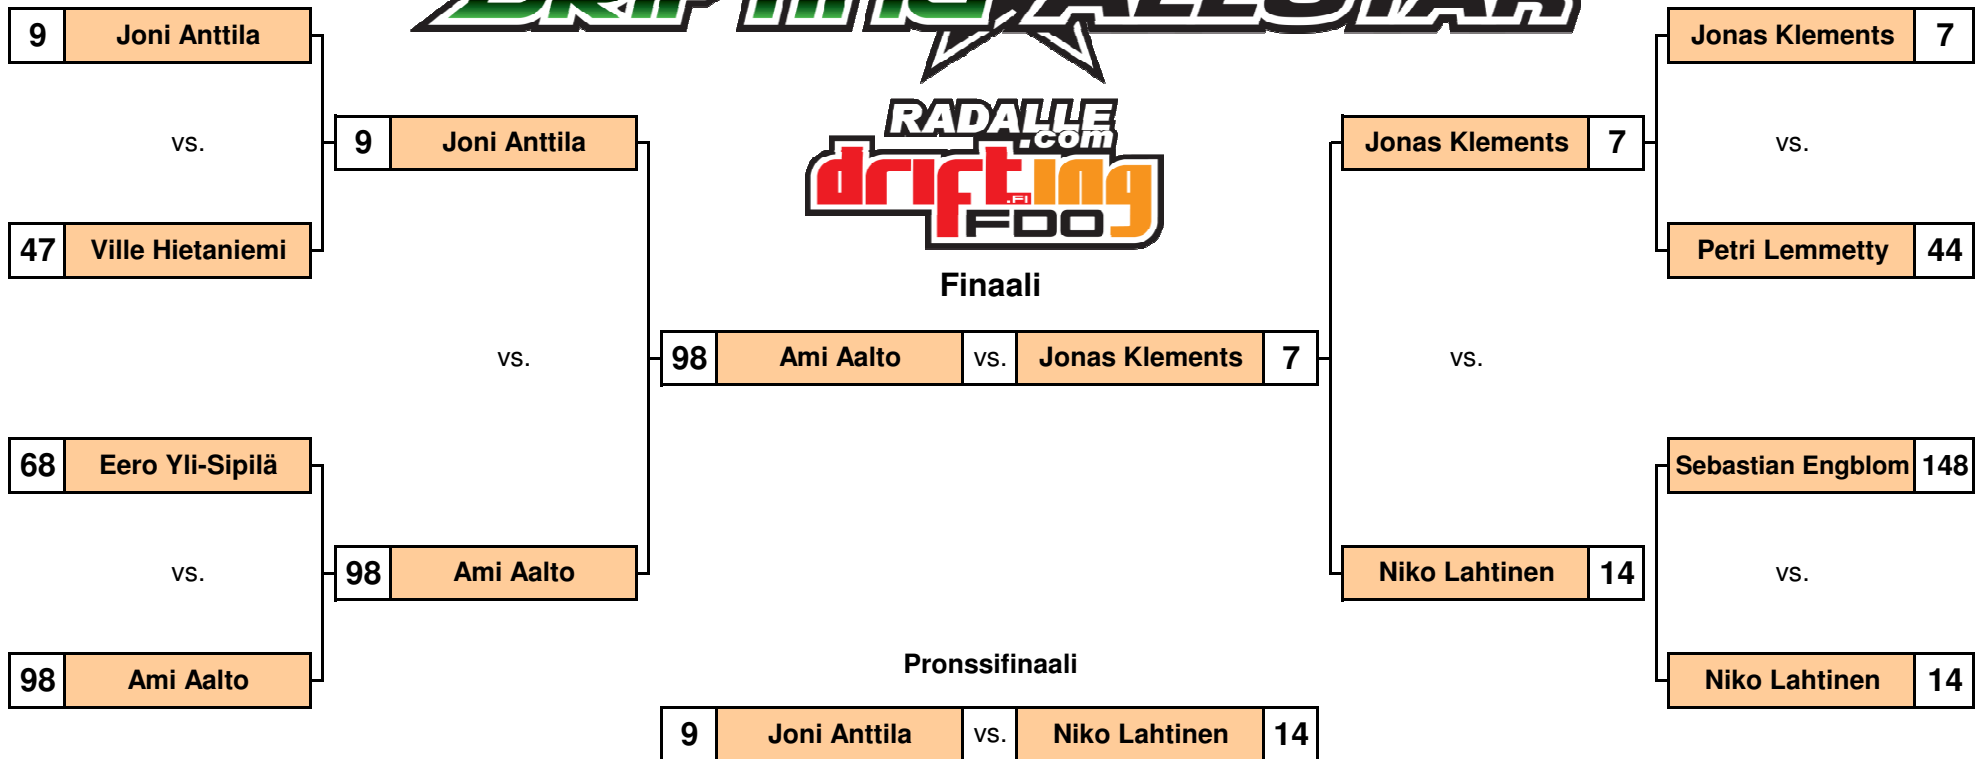 DRIFTING ALLSTAR
9 Joni Anttila
Jonas Klements 7
RADALLE
.com
vs.
9 Joni Anttila
Jonas Klements 7
vs.
drifting
.FI
FDO
47 Ville Hietaniemi
Petri Lemmetty 44
Finaali
vs.
98 Ami Aalto vs. Jonas Klements 7
vs.
68 Eero Yli-Sipilä
Sebastian Engblom 148
vs.
98 Ami Aalto
Niko Lahtinen 14
vs.
Pronssifinaali
98 Ami Aalto
Niko Lahtinen 14
9 Joni Anttila vs. Niko Lahtinen 14